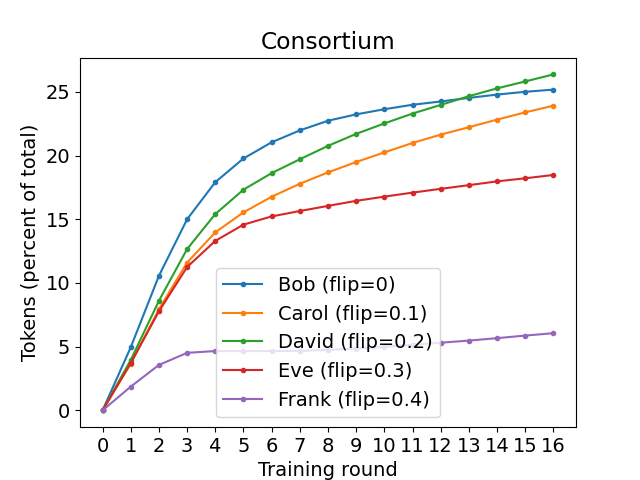 Consortium
Tokens (percent of total)
25
20
15
10
5
0
Bob (flip=0)
Carol (flip=0.1)
David (flip=0.2)
Eve (flip=0.3)
Frank (flip=0.4)
0 1 2 3 4 5 6 7 8 9 10 11 12 13 14 15 16
Training round